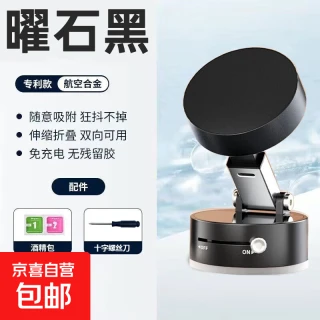 曜石黑
专利款 航空合金
· 随意吸附 狂抖不掉
· 伸缩折叠 双向可用
· 免充电 无残留胶
配件
1 2
酒精包 十字螺丝刀
ON
京喜自营
包邮